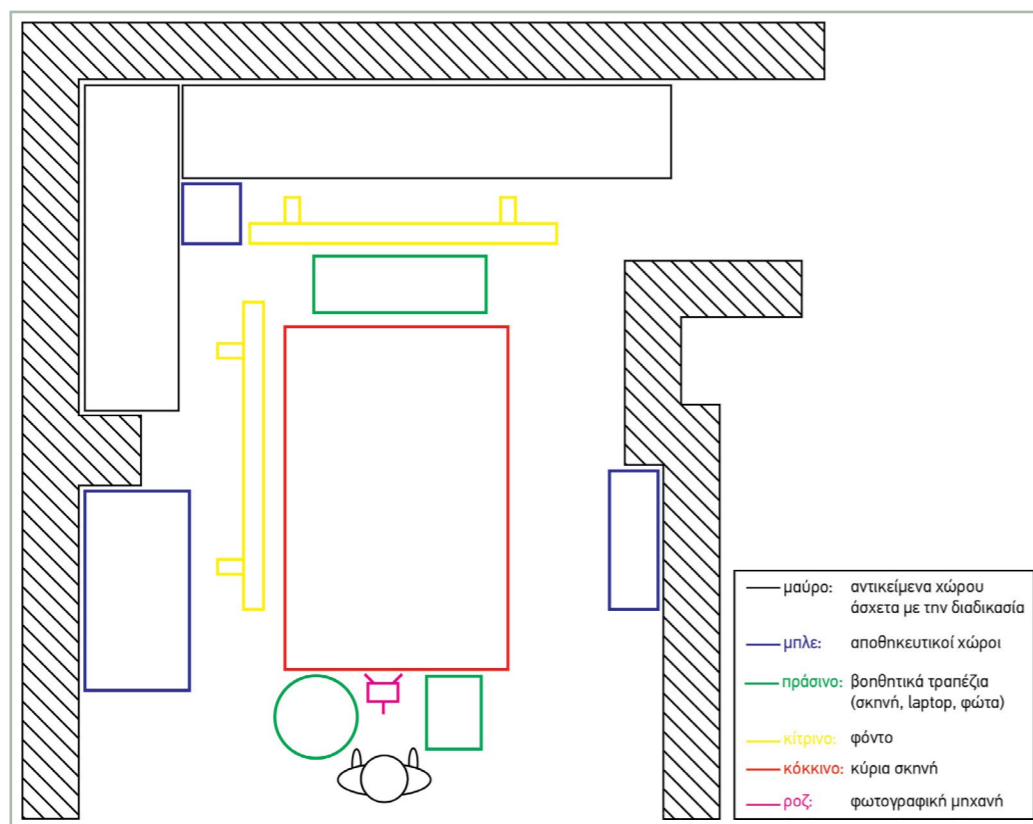 μαύρο: αντικείμενα χώρου
άσχετα με την διαδικασία
μπλε: αποθηκευτικοί χώροι
πράσινο: βοηθητικά τραπέζια
(σκηνή, laptop, φώτα)
κίτρινο: φόντο
κόκκινο: κύρια σκηνή
ροζ: φωτογραφική μηχανή